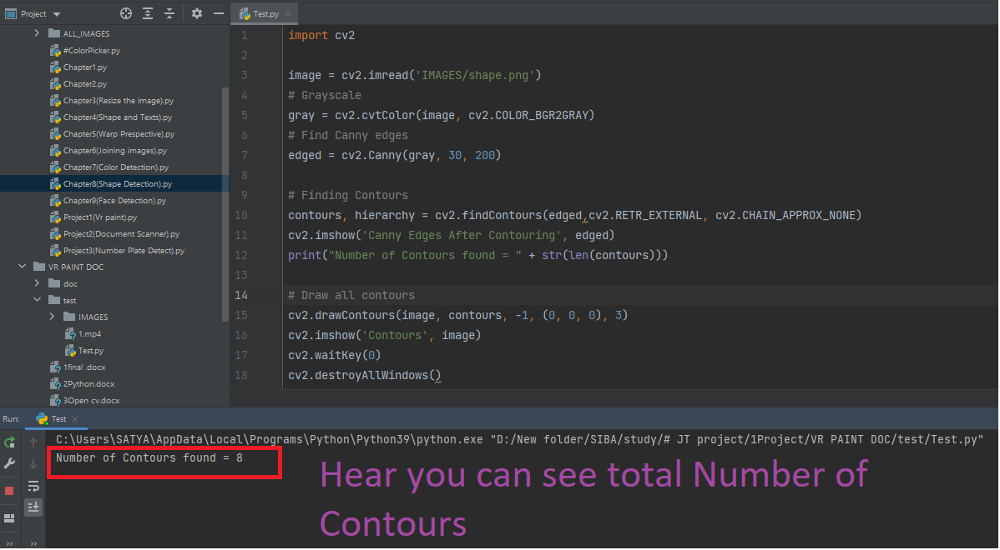 Project
ALL_IMAGES
#ColorPicker.py
Chapter1.py
Chapter2.py
Chapter3(Resize the image).py
Chapter4(Shape and Texts).py
Chapter5(Warp Prespective).py
Chapter6(Joining images).py
Chapter7(Color Detection).py
Chapter8(Shape Detection).py
Chapter9(Face Detection).py
Project1(Vr paint).py
Project2(Document Scanner).py
Project3(Number Plate Detect).py
VR PAINT DOC
doc
test
IMAGES
1.mp4
Test.py
1final .docx
2Python.docx
3Open cv.docx
Test.py
1 import cv2
2
3 image = cv2.imread('IMAGES/shape.png')
4 # Grayscale
5 gray = cv2.cvtColor(image, cv2.COLOR_BGR2GRAY)
6 # Find Canny edges
7 edged = cv2.Canny(gray, 30, 200)
8
9 # Finding Contours
10 contours, hierarchy = cv2.findContours(edged,cv2.RETR_EXTERNAL, cv2.CHAIN_APPROX_NONE)
11 cv2.imshow('Canny Edges After Contouring', edged)
12 print("Number of Contours found = " + str(len(contours)))
13
14 # Draw all contours
15 cv2.drawContours(image, contours, -1, (0, 0, 0), 3)
16 cv2.imshow('Contours', image)
17 cv2.waitKey(0)
18 cv2.destroyAllWindows()
Run: Test
C:\Users\SATYA\AppData\Local\Programs\Python\Python39\python.exe "D:/New folder/SIBA/study/# JT project/1Project/VR PAINT DOC/test/Test.py"
Number of Contours found = 8
Hear you can see total Number of
Contours